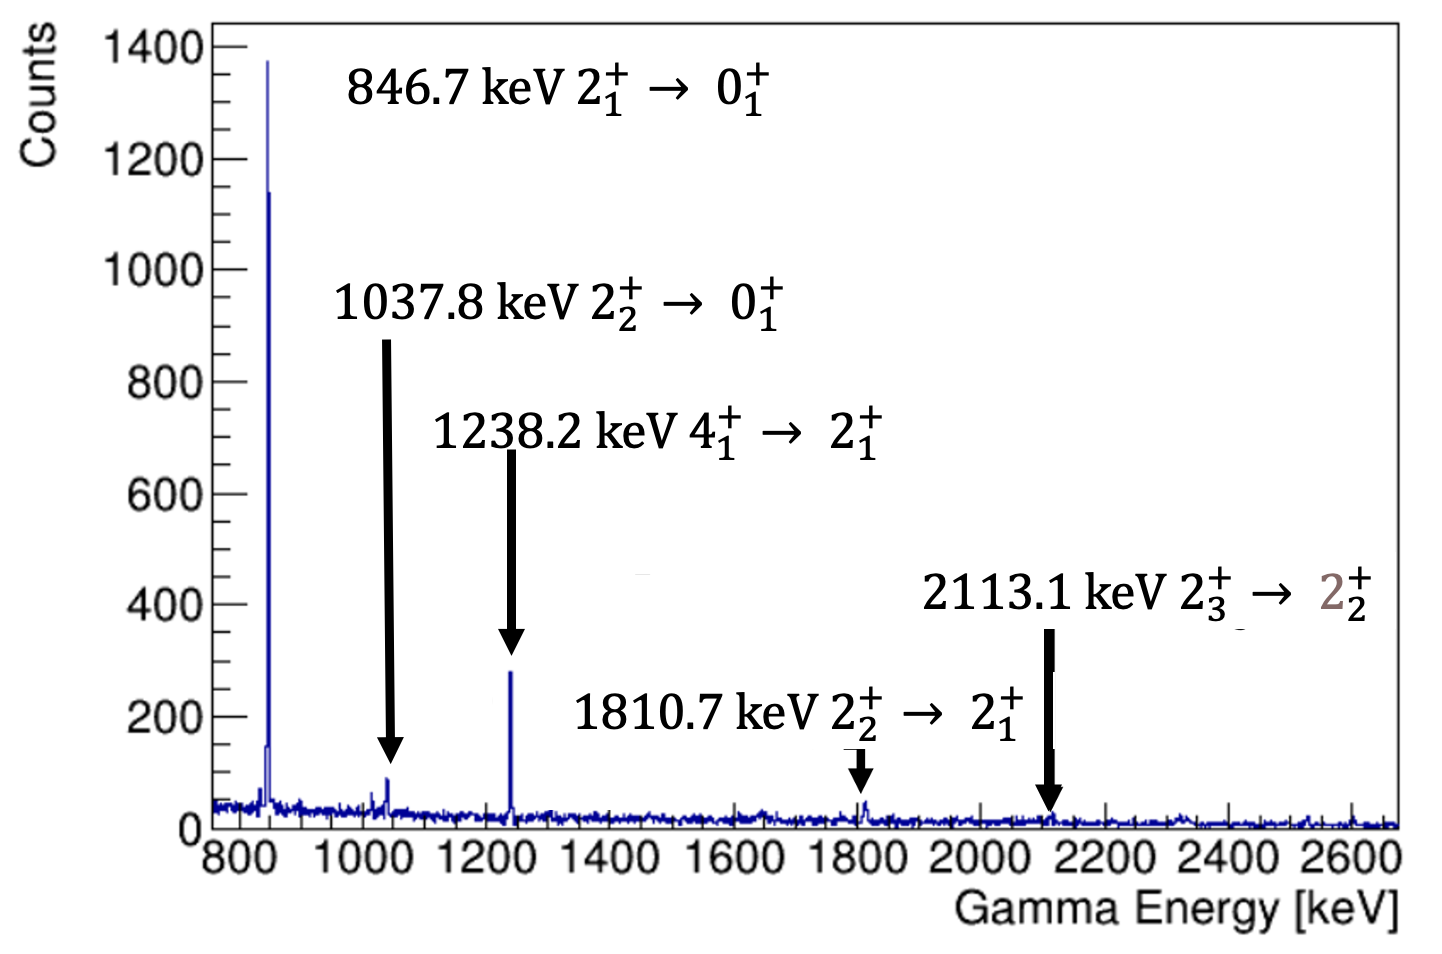 Counts
1400
1200
1000
800
600
400
200
0
846.7 keV 2₁⁺ → 0₁⁺
1037.8 keV 2₂⁺ → 0₁⁺
1238.2 keV 4₁⁺ → 2₁⁺
2113.1 keV 2₃⁺ → 2₂⁺
1810.7 keV 2₂⁺ → 2₁⁺
800 1000 1200 1400 1600 1800 2000 2200 2400 2600
Gamma Energy [keV]